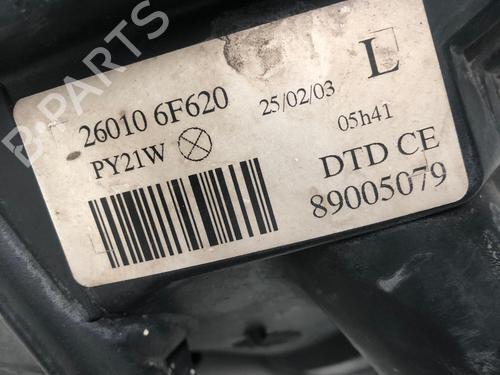 B-PARTS
26010 6F620
25/02/03
L
PY21W
05h41
DTD CE
89005079